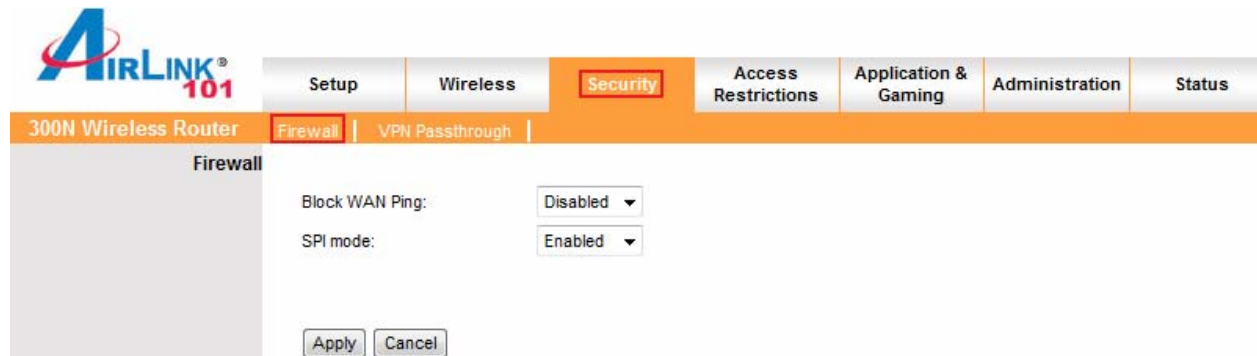 AIRLINK®
101
Setup
Wireless
Security
Access
Restrictions
Application &
Gaming
Administration
Status
300N Wireless Router
Firewall
VPN Passthrough
Firewall
Block WAN Ping: Disabled
SPI mode: Enabled
Apply Cancel